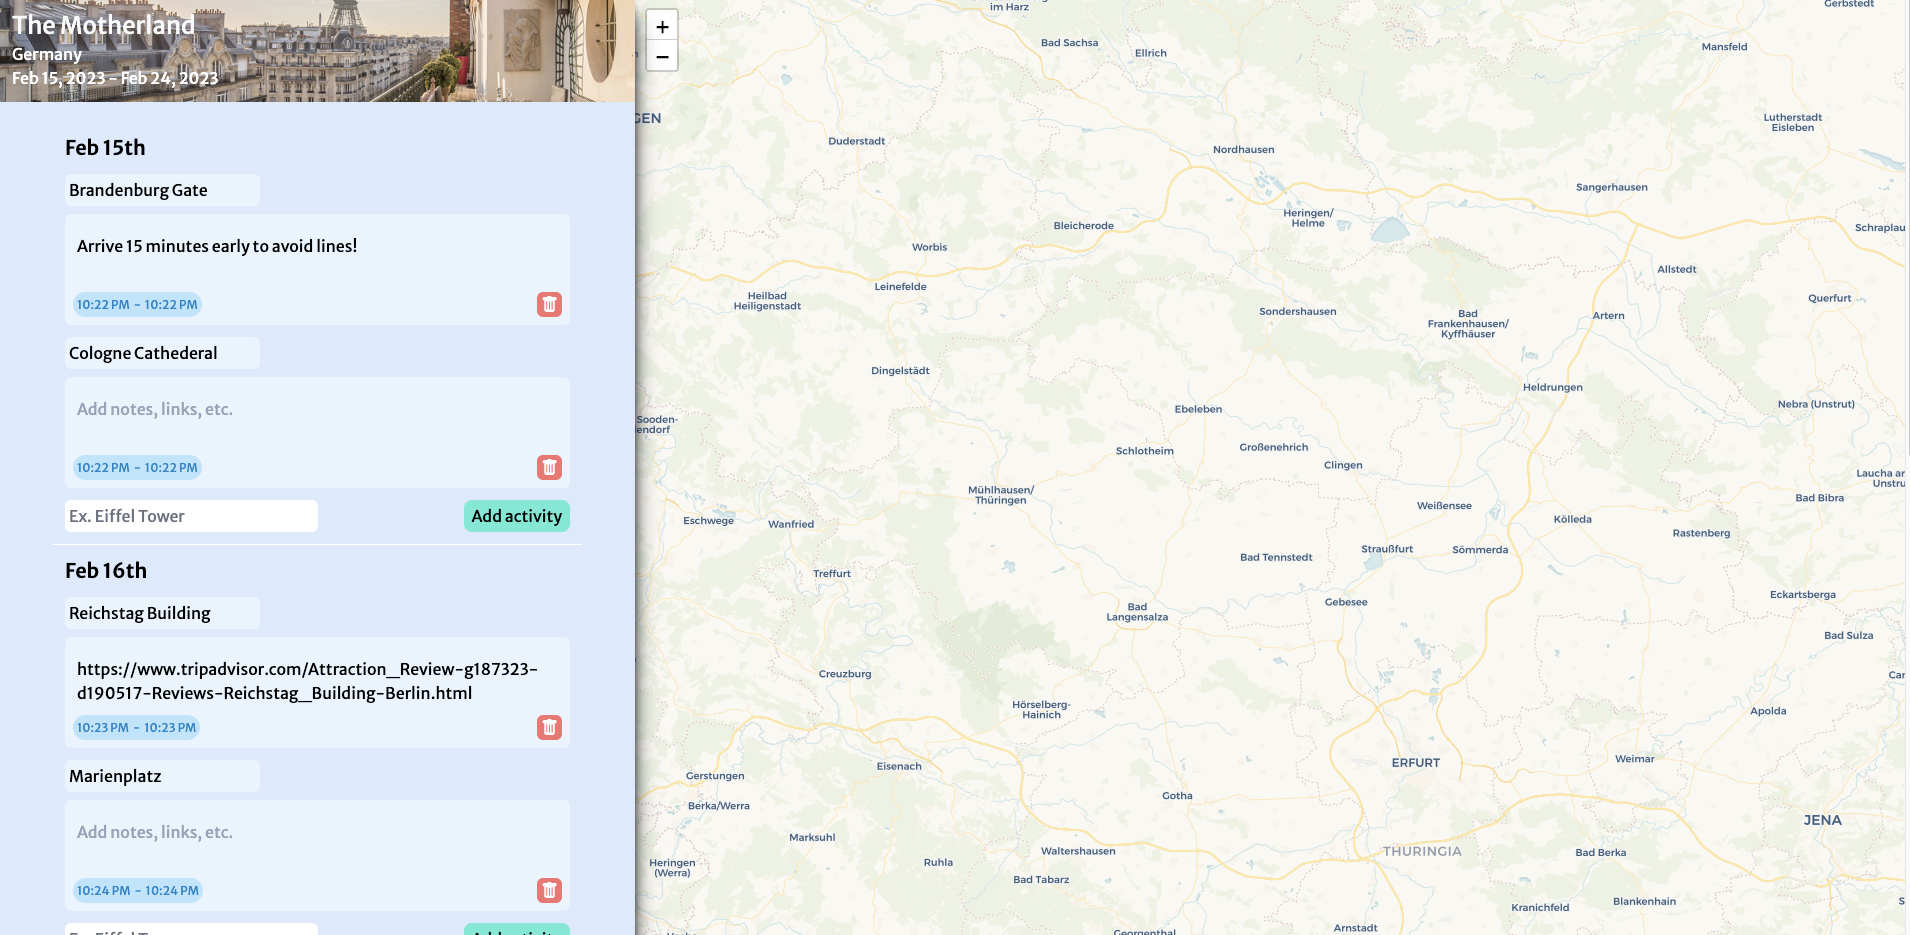 The Motherland
Germany
Feb 15, 2023 - Feb 24, 2023
Feb 15th
Brandenburg Gate
Arrive 15 minutes early to avoid lines!
10:22 PM - 10:22 PM
Cologne Cathederal
Add notes, links, etc.
10:22 PM - 10:22 PM
Ex. Eiffel Tower
Add activity
Feb 16th
Reichstag Building
https://www.tripadvisor.com/Attraction_Review-g187323-
d190517-Reviews-Reichstag_Building-Berlin.html
10:23 PM - 10:23 PM
Marienplatz
Add notes, links, etc.
10:24 PM - 10:24 PM
+
−
im Harz
Gerbstedt
Bad Sachsa
Ellrich
Mansfeld
GEN
Lutherstadt
Eisleben
Duderstadt
Nordhausen
Sangerhausen
Heringen/
Helme
Bleicherode
Schraplau
Worbis
Allstedt
Leinefelde
Heilbad
Heiligenstadt
Querfurt
Sondershausen
Bad
Frankenhausen/
Kyffhäuser
Artern
Dingelstädt
Heldrungen
Nebra (Unstrut)
Ebeleben
Sooden-
endorf
Großenehrich
Schlotheim
Clingen
Laucha an
Unstru
Mühlhausen/
Thüringen
Bad Bibra
Weißensee
Eschwege
Wanfried
Kölleda
Rastenberg
Straußfurt
Sömmerda
Bad Tennstedt
Treffurt
Eckartsberga
Gebesee
Bad
Langensalza
Bad Sulza
Creuzburg
Hörselberg-
Hainich
Apolda
ERFURT
Weimar
Eisenach
Gerstungen
Gotha
Berka/Werra
JENA
Marksuhl
Waltershausen
THURINGIA
Bad Berka
Ruhla
Heringen
(Werra)
Bad Tabarz
Blankenhain
Kranichfeld
Arnstadt
Georgenthal